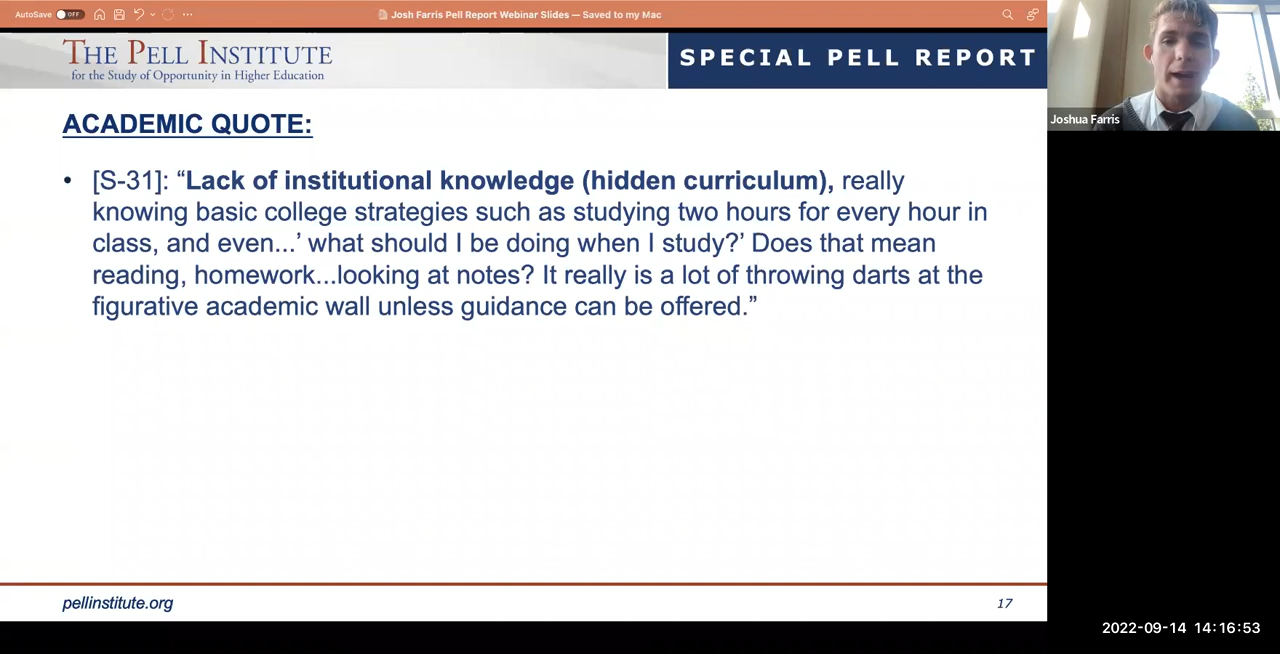 AutoSave OFF
Josh Farris Pell Report Webinar Slides — Saved to my Mac
THE PELL INSTITUTE
for the Study of Opportunity in Higher Education
SPECIAL PELL REPORT
Joshua Farris
ACADEMIC QUOTE:
• [S-31]: “Lack of institutional knowledge (hidden curriculum), really
knowing basic college strategies such as studying two hours for every hour in
class, and even...’ what should I be doing when I study?’ Does that mean
reading, homework...looking at notes? It really is a lot of throwing darts at the
figurative academic wall unless guidance can be offered.”
pellinstitute.org
17
2022-09-14 14:16:53